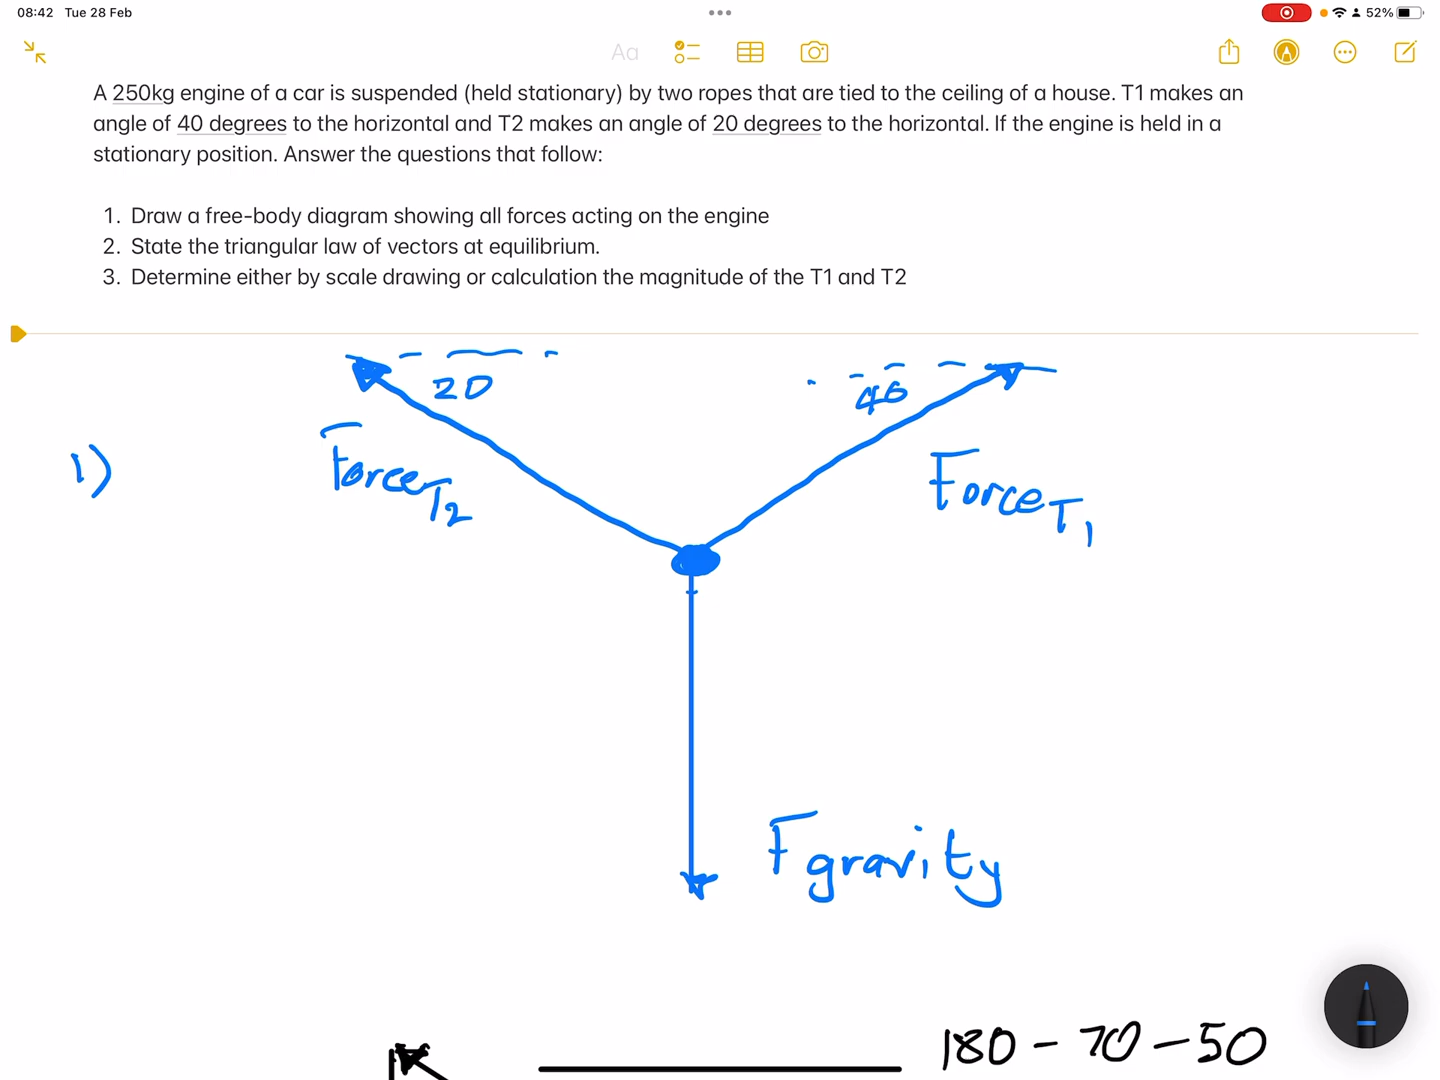 08:42 Tue 28 Feb
52%
Aa
A 250kg engine of a car is suspended (held stationary) by two ropes that are tied to the ceiling of a house. T1 makes an
angle of 40 degrees to the horizontal and T2 makes an angle of 20 degrees to the horizontal. If the engine is held in a
stationary position. Answer the questions that follow:
1. Draw a free-body diagram showing all forces acting on the engine
2. State the triangular law of vectors at equilibrium.
3. Determine either by scale drawing or calculation the magnitude of the T1 and T2
20
40
1)
Force T2
Force T1
F gravity
180 - 70 - 50